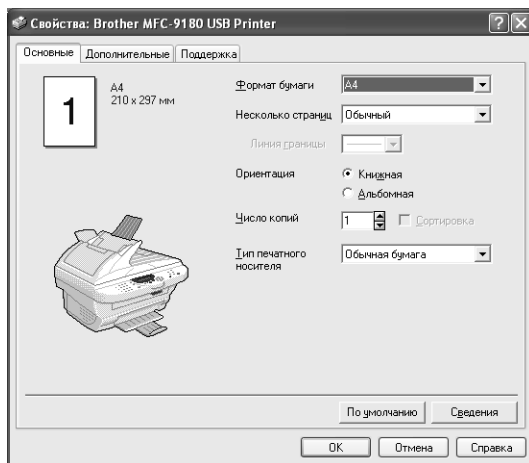 Свойства: Brother MFC-9180 USB Printer
Основные Дополнительные Поддержка
1
A4
210 x 297 мм
Формат бумаги A4
Несколько страниц Обычный
Линия границы
Ориентация Книжная
Альбомная
Число копий 1 Сортировка
Тип печатного носителя Обычная бумага
По умолчанию Сведения
OK Отмена Справка